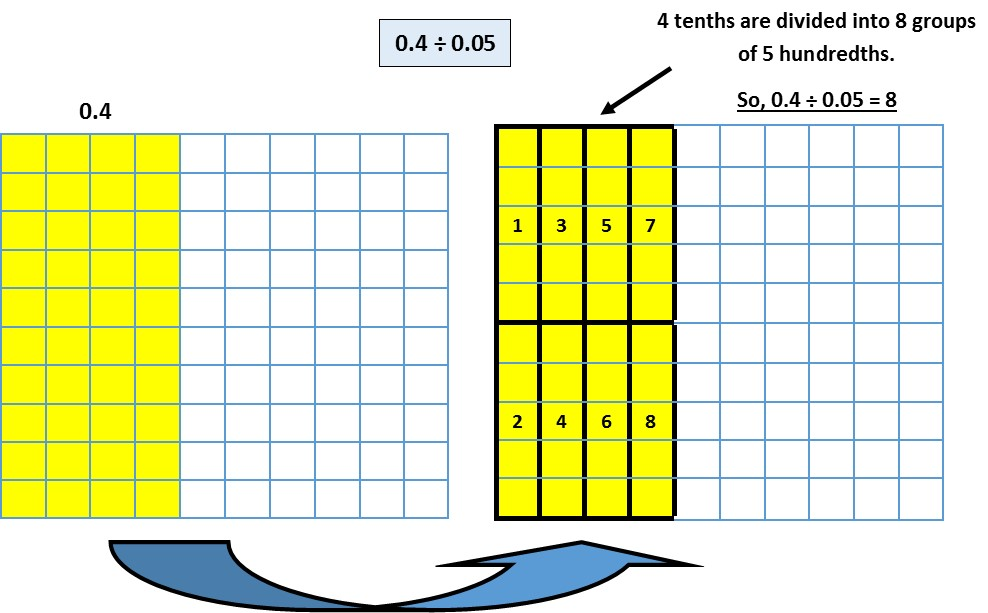 0.4 ÷ 0.05
4 tenths are divided into 8 groups
of 5 hundredths.
So, 0.4 ÷ 0.05 = 8
0.4
1 3 5 7
2 4 6 8